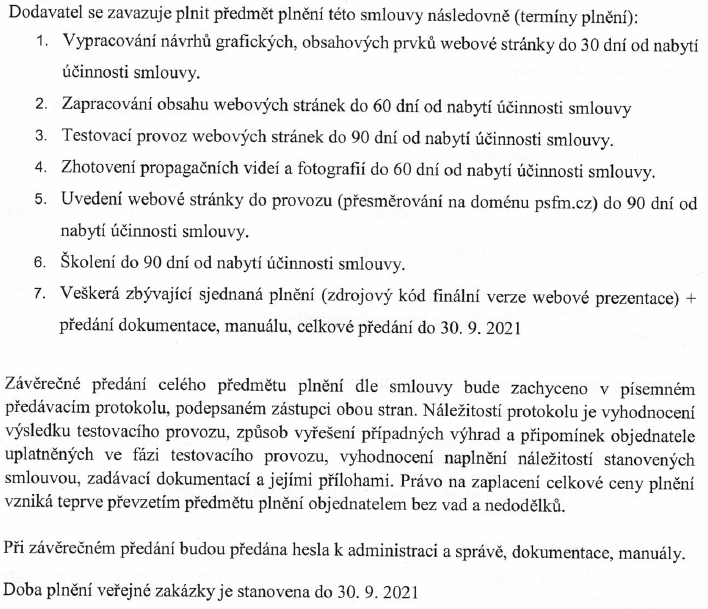 Dodavatel se zavazuje plnit předmět plnění této smlouvy následovně (termíny plnění):
1. Vypracování návrhů grafických, obsahových prvků webové stránky do 30 dní od nabytí
účinnosti smlouvy.
2. Zapracování obsahu webových stránek do 60 dní od nabytí účinnosti smlouvy
3. Testovací provoz webových stránek do 90 dní od nabytí účinnosti smlouvy.
4. Zhotovení propagačních videí a fotografií do 60 dní od nabytí účinnosti smlouvy.
5. Uvedení webové stránky do provozu (přesměrování na doménu psfm.cz) do 90 dní od
nabytí účinnosti smlouvy.
6. Školení do 90 dní od nabytí účinnosti smlouvy.
7. Veškerá zbývající sjednaná plnění (zdrojový kód finální verze webové prezentace) +
předání dokumentace, manuálu, celkové předání do 30. 9. 2021
Závěrečné předání celého předmětu plnění dle smlouvy bude zachyceno v písemném
předávacím protokolu, podepsaném zástupci obou stran. Náležitostí protokolu je vyhodnocení
výsledku testovacího provozu, způsob vyřešení případných výhrad a připomínek objednatele
uplatněných ve fázi testovacího provozu, vyhodnocení naplnění náležitostí stanovených
smlouvou, zadávací dokumentací a jejími přílohami. Právo na zaplacení celkové ceny plnění
vzniká teprve převzetím předmětu plnění objednatelem bez vad a nedodělků.
Při závěrečném předání budou předána hesla k administraci a správě, dokumentace, manuály.
Doba plnění veřejné zakázky je stanovena do 30. 9. 2021